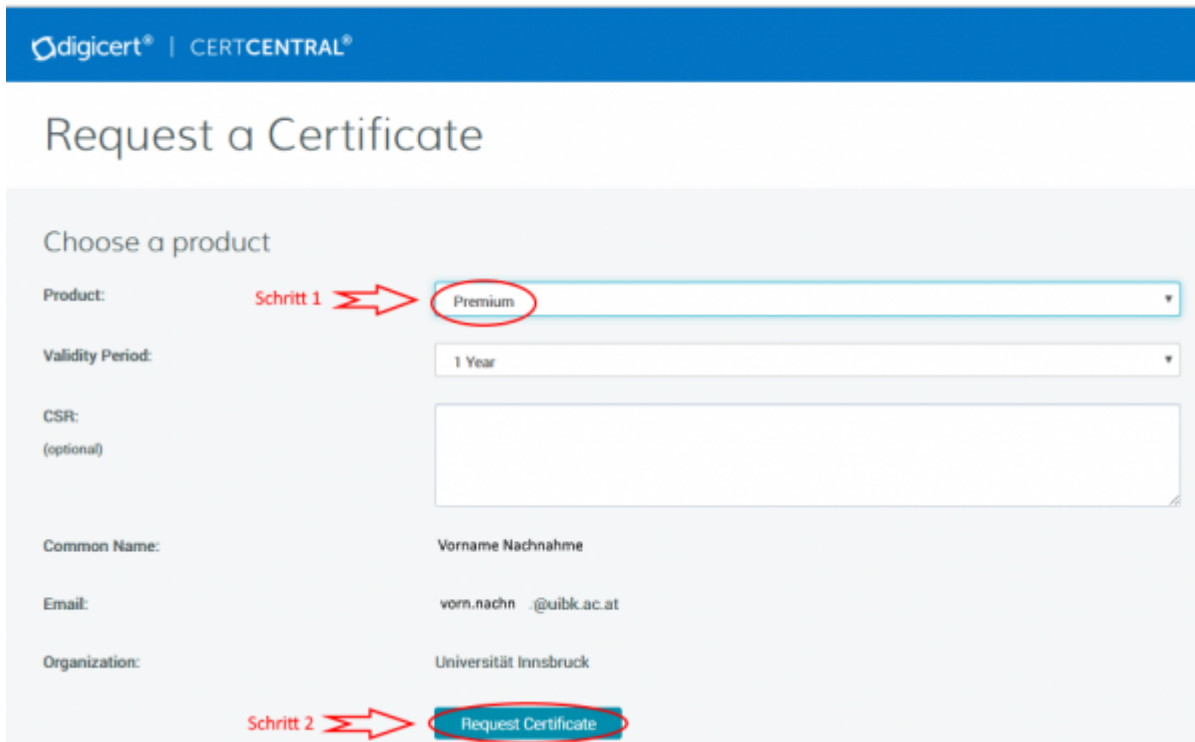 digicert® | CERTCENTRAL®
Request a Certificate
Choose a product
Product: Schritt 1 Premium
Validity Period: 1 Year
CSR:
(optional)
Common Name: Vorname Nachnahme
Email: vorn.nachn .@uibk.ac.at
Organization: Universität Innsbruck
Schritt 2 Request Certificate